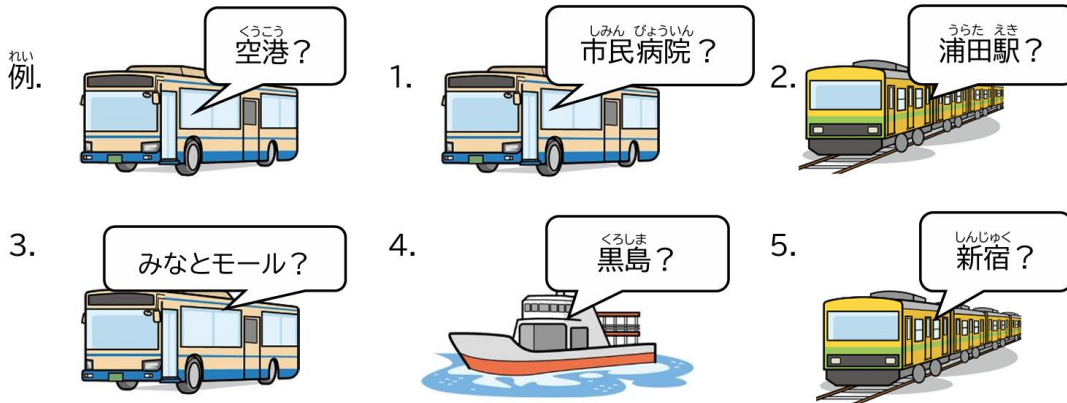 れい
例.
くうこう
空港？
1.
しみん びょういん
市民病院？
2.
うらた えき
浦田駅？
3.
みなとモール？
4.
くろしま
黒島？
5.
しんじゅく
新宿？